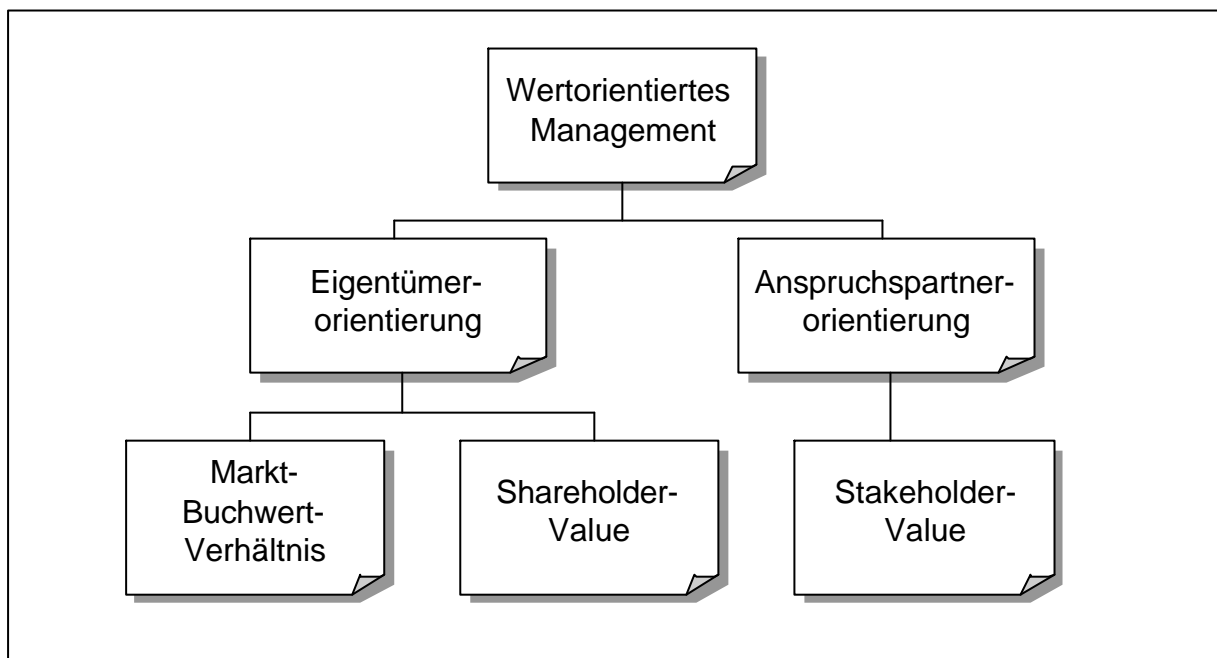 Wertorientiertes
Management
Eigentümer-
orientierung
Anspruchspartner-
orientierung
Markt-
Buchwert-
Verhältnis
Shareholder-
Value
Stakeholder-
Value